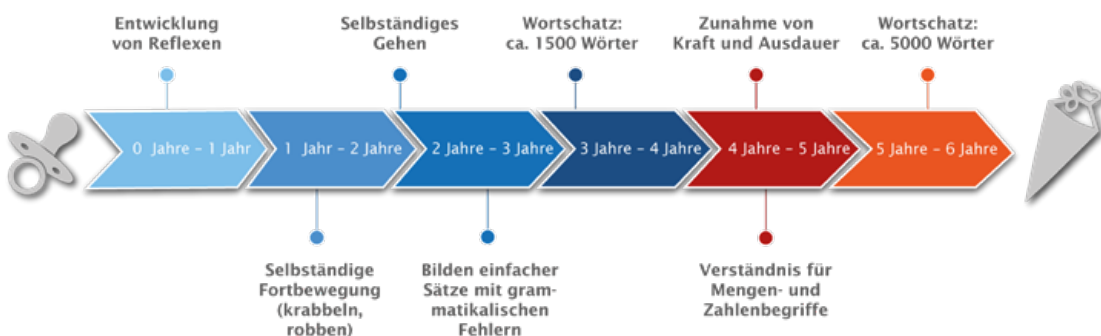 Entwicklung
von Reflexen
Selbständiges
Gehen
Wortschatz:
ca. 1500 Wörter
Zunahme von
Kraft und Ausdauer
Wortschatz:
ca. 5000 Wörter
0 Jahre – 1 Jahr
1 Jahr – 2 Jahre
2 Jahre – 3 Jahre
3 Jahre – 4 Jahre
4 Jahre – 5 Jahre
5 Jahre – 6 Jahre
Selbständige
Fortbewegung
(krabbeln,
robben)
Bilden einfacher
Sätze mit gram-
matikalischen
Fehlern
Verständnis für
Mengen- und
Zahlenbegriffe